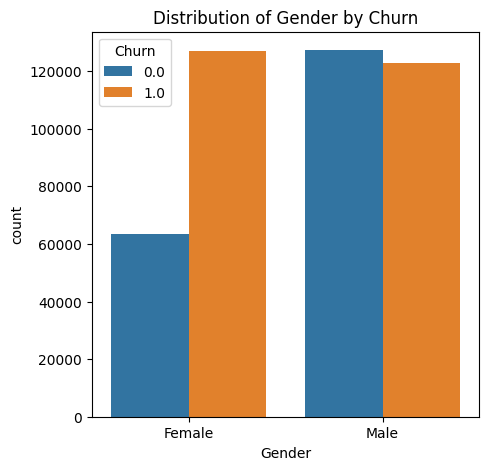 Distribution of Gender by Churn
Churn
0.0
1.0
120000
100000
80000
60000
40000
20000
0
count
Female
Male
Gender